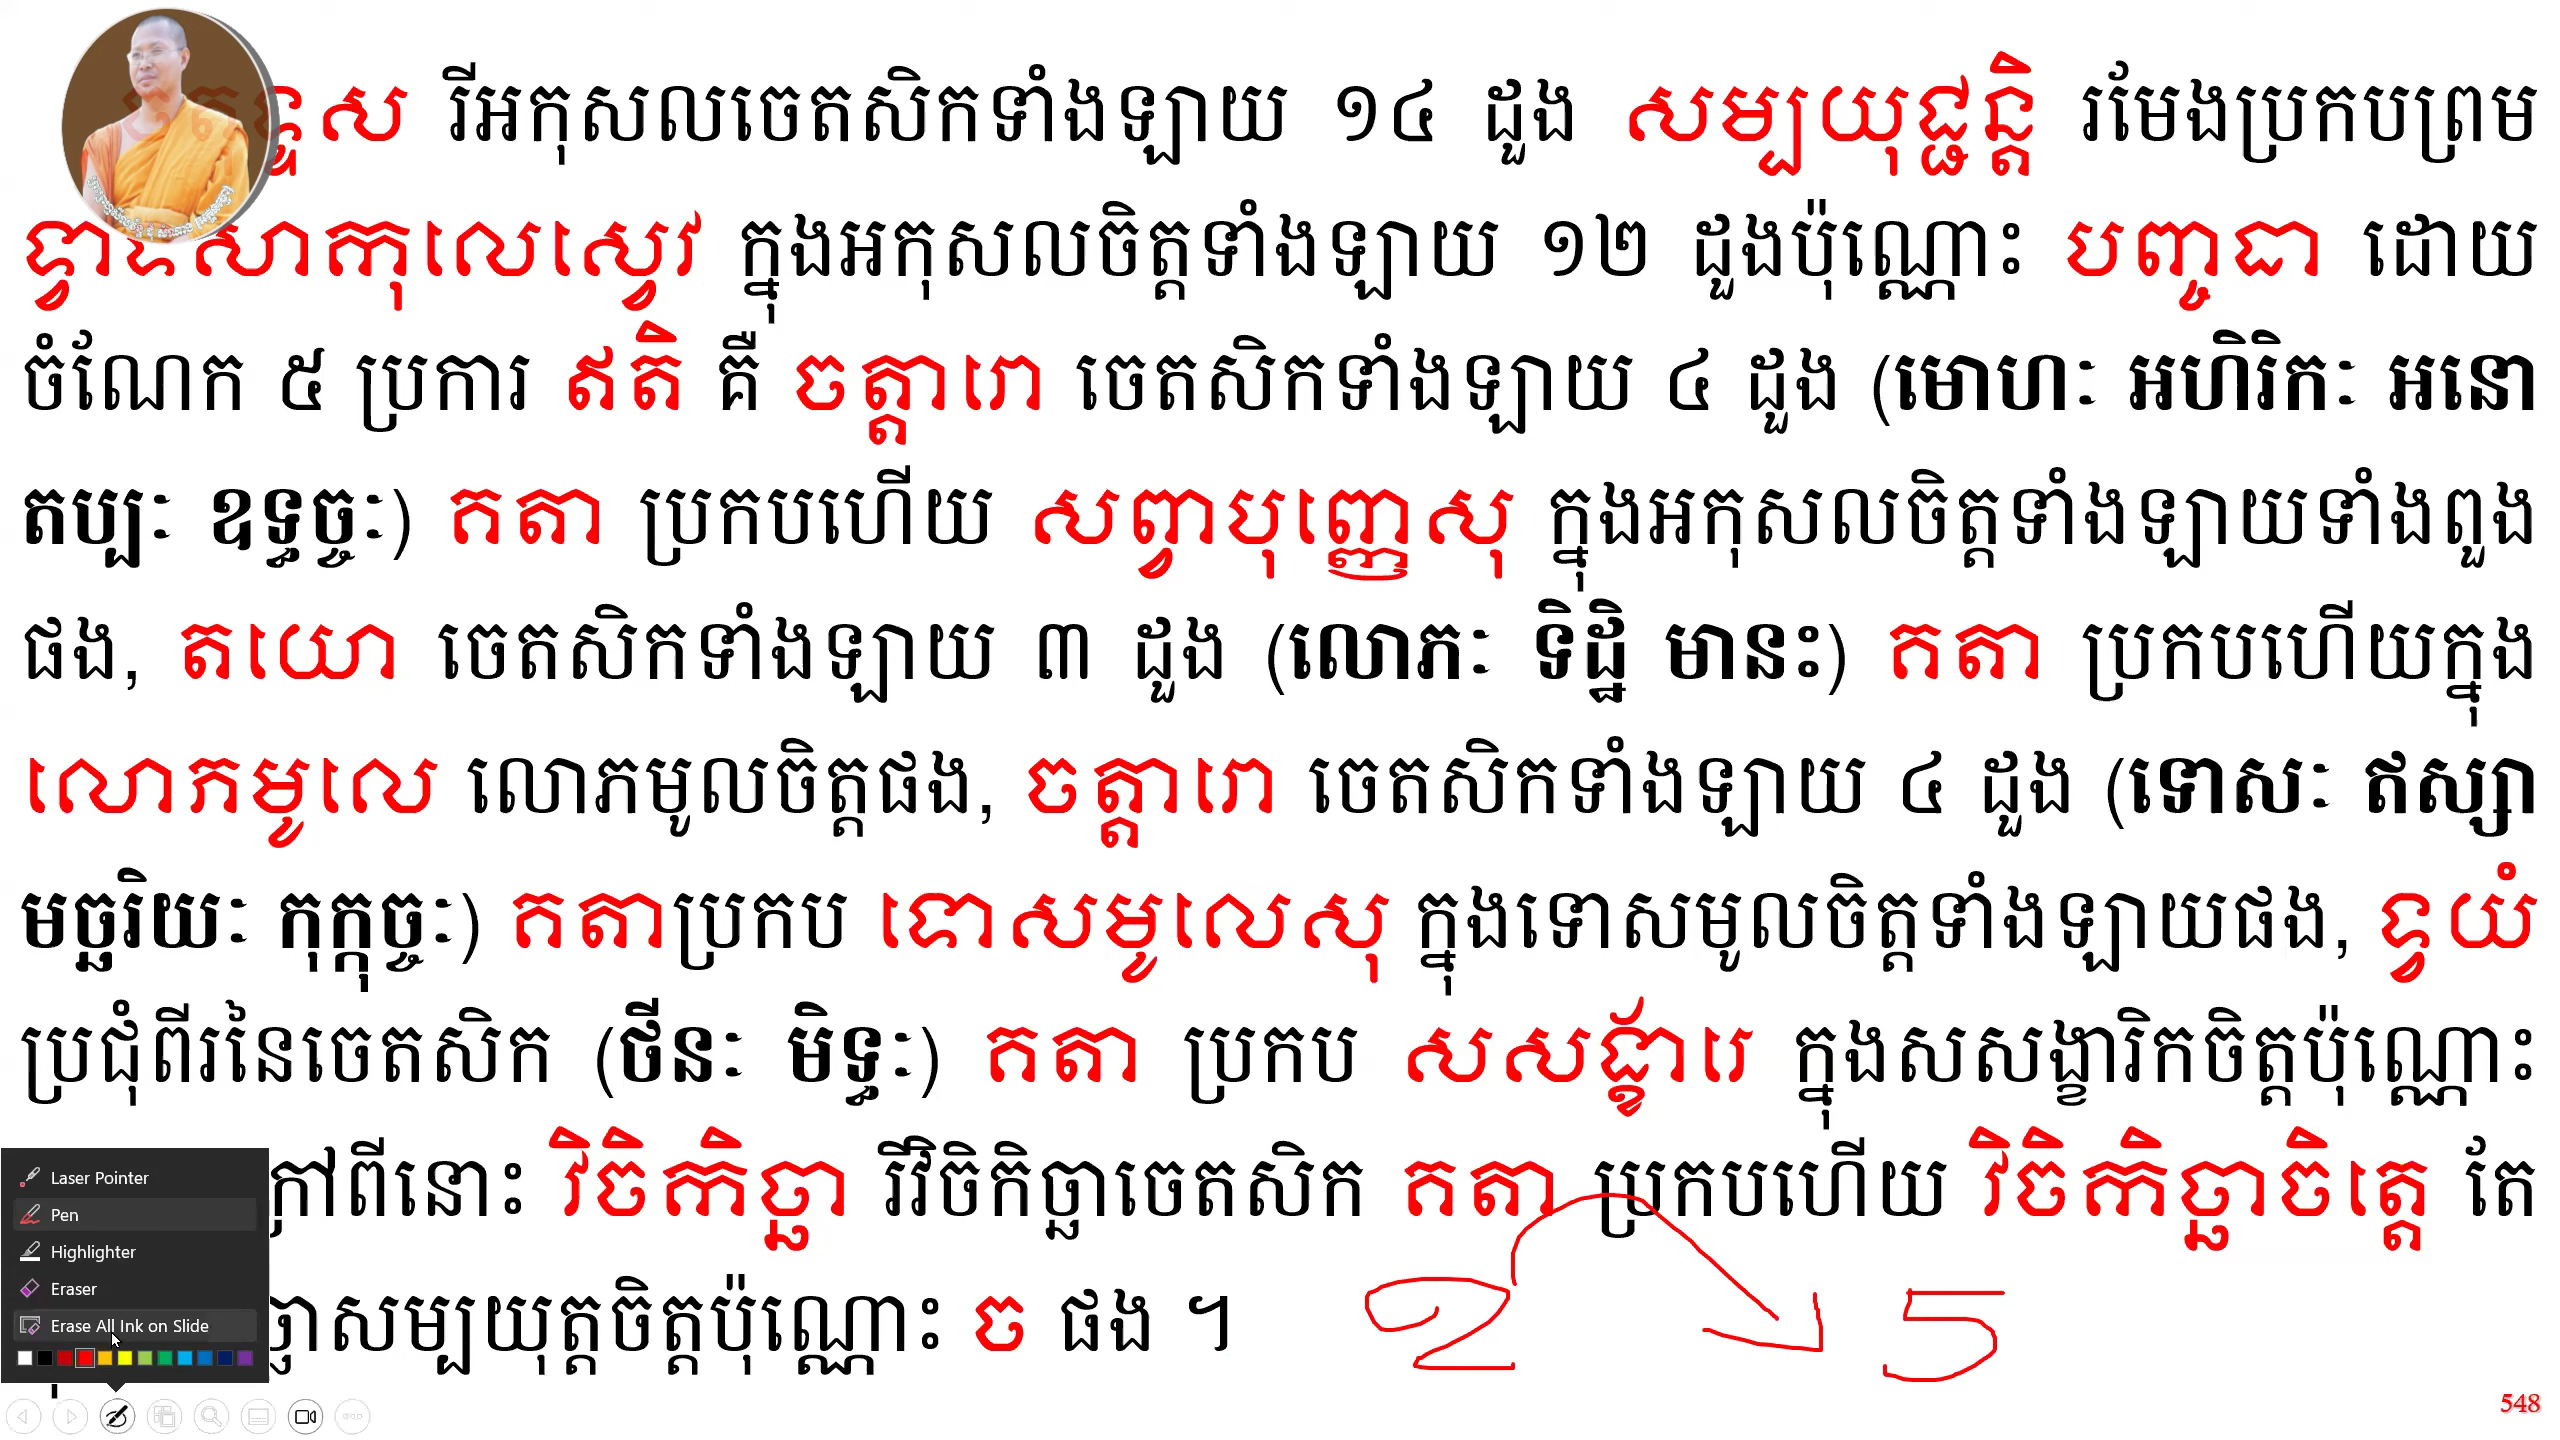 រីអកុសលចេតសិកទាំងឡាយ ១៤ ដួង សម្បយុជ្ជន្តិ រមែងប្រកបព្រម
ទ្វាទសាកុលេស្វេវ ក្នុងអកុសលចិត្តទាំងឡាយ ១២ ដួងប៉ុណ្ណោះ បញ្ចធា ដោយ
ចំណែក ៥ ប្រការ ឥតិ គឺ ចត្តារោ ចេតសិកទាំងឡាយ ៤ ដួង (មោហៈ អហិរិកៈ អនោ
តប្បៈ ឧទ្ធច្ចៈ) គតា ប្រកបហើយ សព្វាបុញ្ញេសុ ក្នុងអកុសលចិត្តទាំងឡាយទាំងពួង
ផង, តយោ ចេតសិកទាំងឡាយ ៣ ដួង (លោភៈ ទិដ្ឋិ មានះ) គតា ប្រកបហើយក្នុង
លោភមូលេ លោភមូលចិត្តផង, ចត្តារោ ចេតសិកទាំងឡាយ ៤ ដួង (ទោសៈ ឥស្សា
មច្ឆរិយៈ កុក្កុច្ចៈ) គតាប្រកប ទោសមូលេសុ ក្នុងទោសមូលចិត្តទាំងឡាយផង, ទ្វយំ
ប្រជុំពីរនៃចេតសិក (ថីនៈ មិទ្ធៈ) គតា ប្រកប សសង្ខារេ ក្នុងសសង្ខារិកចិត្តប៉ុណ្ណោះ
ក្រៅពីនោះ វិចិកិច្ឆា រីវិចិកិច្ឆាចេតសិក គតា ប្រកបហើយ វិចិកិច្ឆាចិត្តេ តែ
សម្បយុត្តចិត្តប៉ុណ្ណោះ ច ផង ។
2 5
Laser Pointer
Pen
Highlighter
Eraser
Erase All Ink on Slide
548